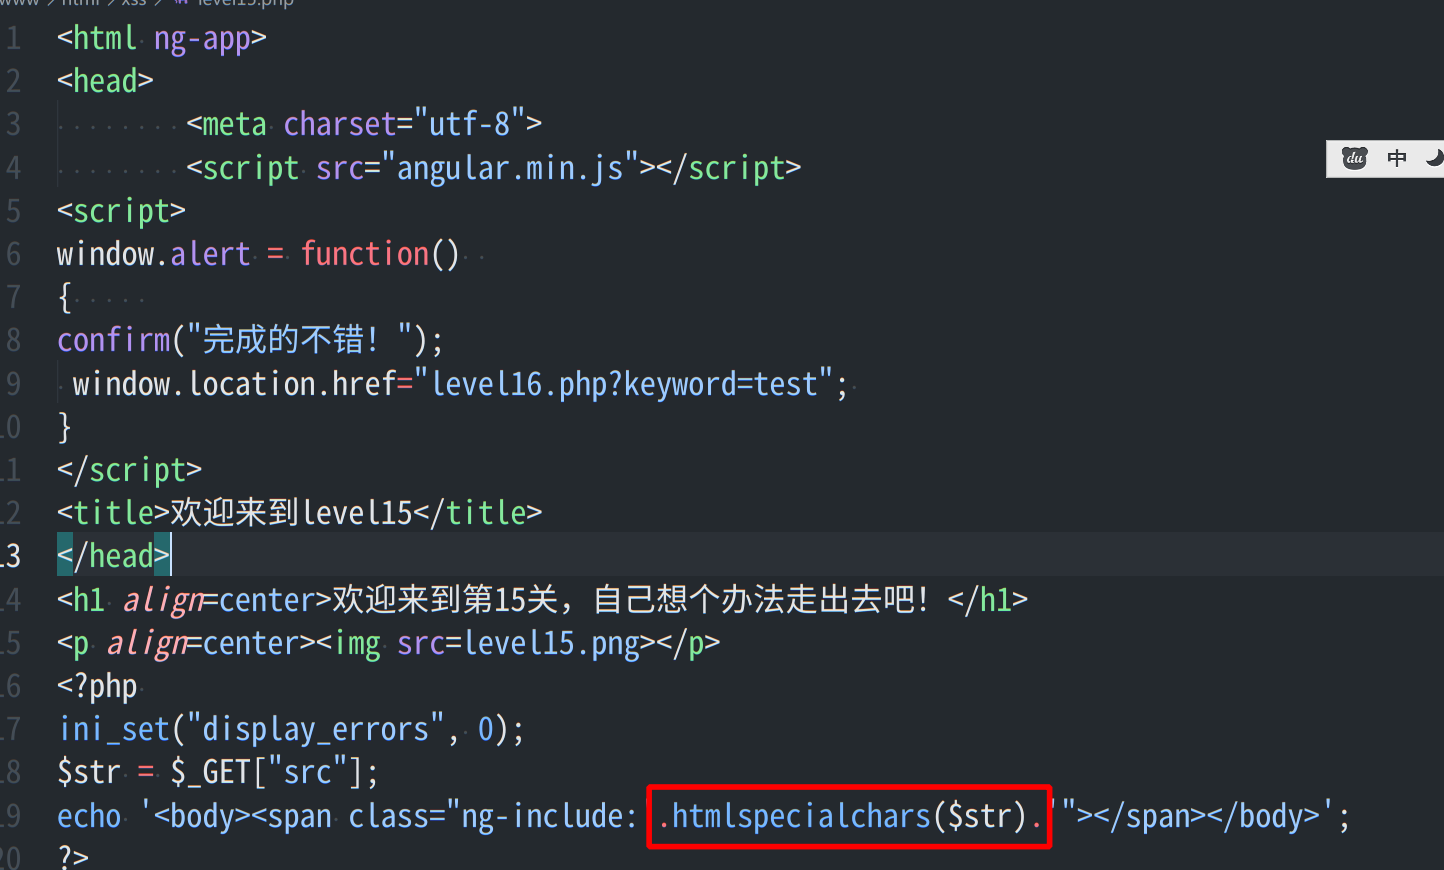 www > html > xss > level15.php
1 <html ng-app>
2 <head>
3 <meta charset="utf-8">
4 <script src="angular.min.js"></script>
5 <script>
6 window.alert = function()
7 {
8 confirm("完成的不错！");
9 window.location.href="level16.php?keyword=test";
10 }
11 </script>
12 <title>欢迎来到level15</title>
13 </head>
14 <h1 align=center>欢迎来到第15关，自己想个办法走出去吧！</h1>
15 <p align=center><img src=level15.png></p>
16 <?php
17 ini_set("display_errors", 0);
18 $str = $_GET["src"];
19 echo '<body><span class="ng-include:'.htmlspecialchars($str).'"></span></body>';
20 ?>
du 中